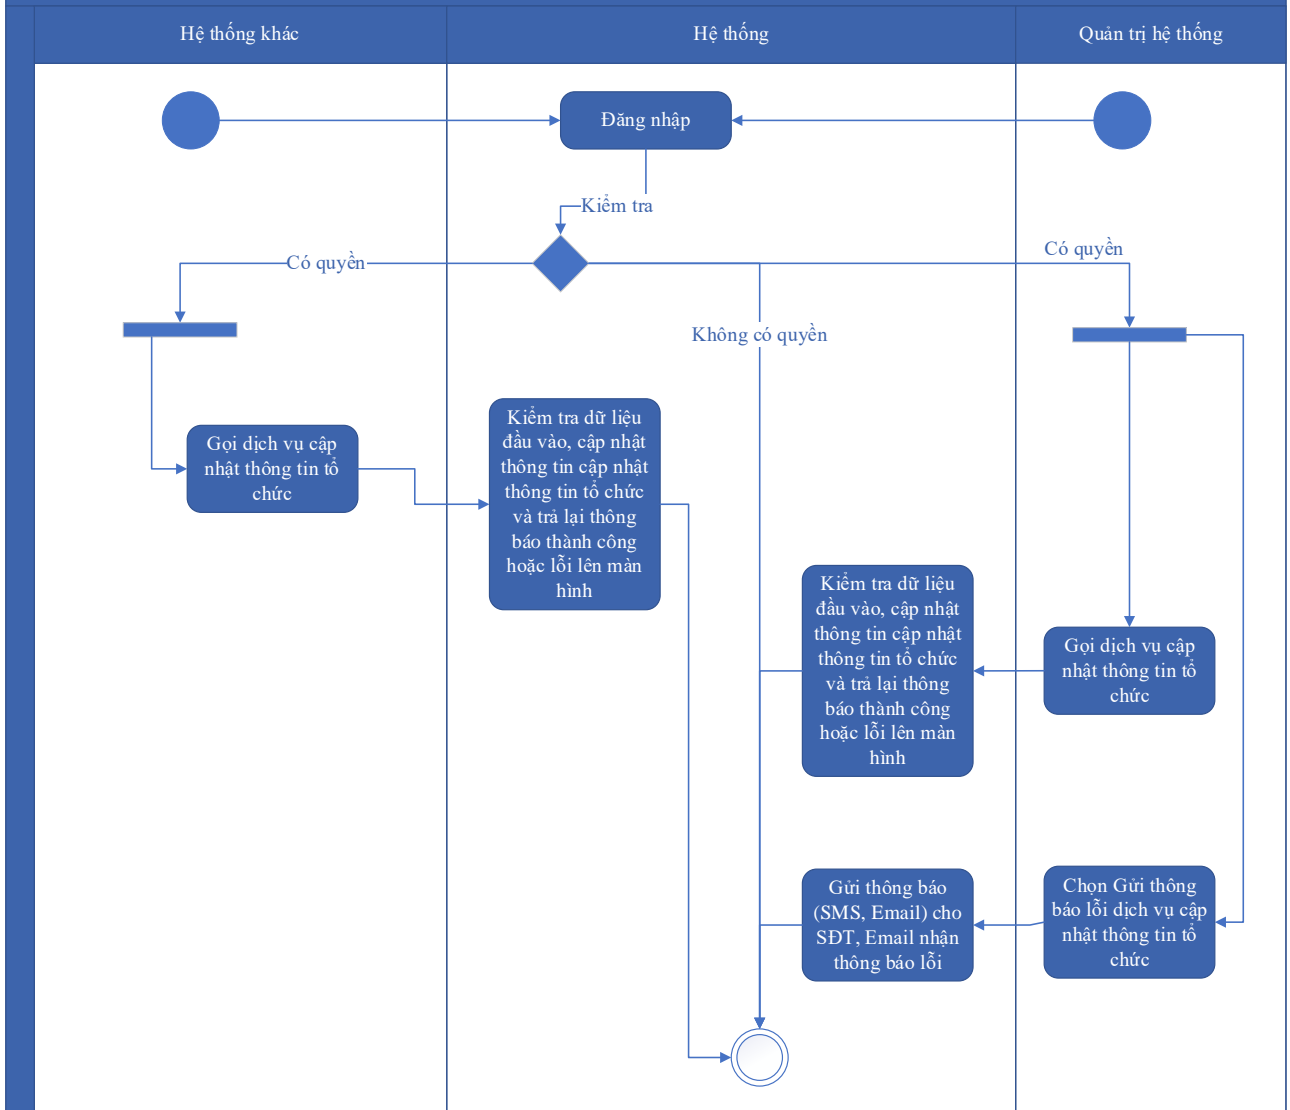 Hệ thống khác
Hệ thống
Quản trị hệ thống
Đăng nhập
Kiểm tra
Có quyền
Có quyền
Không có quyền
Gọi dịch vụ cập
nhật thông tin tổ
chức
Kiểm tra dữ liệu
đầu vào, cập nhật
thông tin cập nhật
thông tin tổ chức
và trả lại thông
báo thành công
hoặc lỗi lên màn
hình
Kiểm tra dữ liệu
đầu vào, cập nhật
thông tin cập nhật
thông tin tổ chức
và trả lại thông
báo thành công
hoặc lỗi lên màn
hình
Gọi dịch vụ cập
nhật thông tin tổ
chức
Gửi thông báo
(SMS, Email) cho
SĐT, Email nhận
thông báo lỗi
Chọn Gửi thông
báo lỗi dịch vụ cập
nhật thông tin tổ
chức